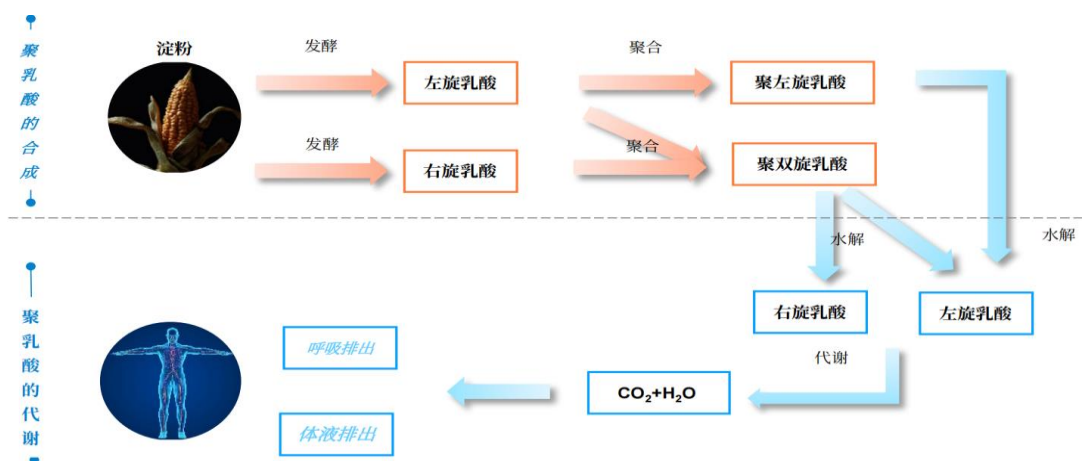 聚乳酸的合成
淀粉
发酵
聚合
左旋乳酸
聚左旋乳酸
发酵
聚合
右旋乳酸
聚双旋乳酸
水解
水解
聚乳酸的代谢
右旋乳酸
左旋乳酸
呼吸排出
代谢
CO₂+H₂O
体液排出